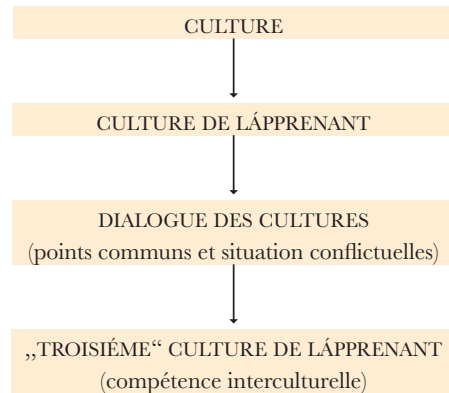 CULTURE
CULTURE DE LÁPPRENANT
DIALOGUE DES CULTURES
(points communs et situation conflictuelles)
„TROISIÉME“ CULTURE DE LÁPPRENANT
(compétence interculturelle)